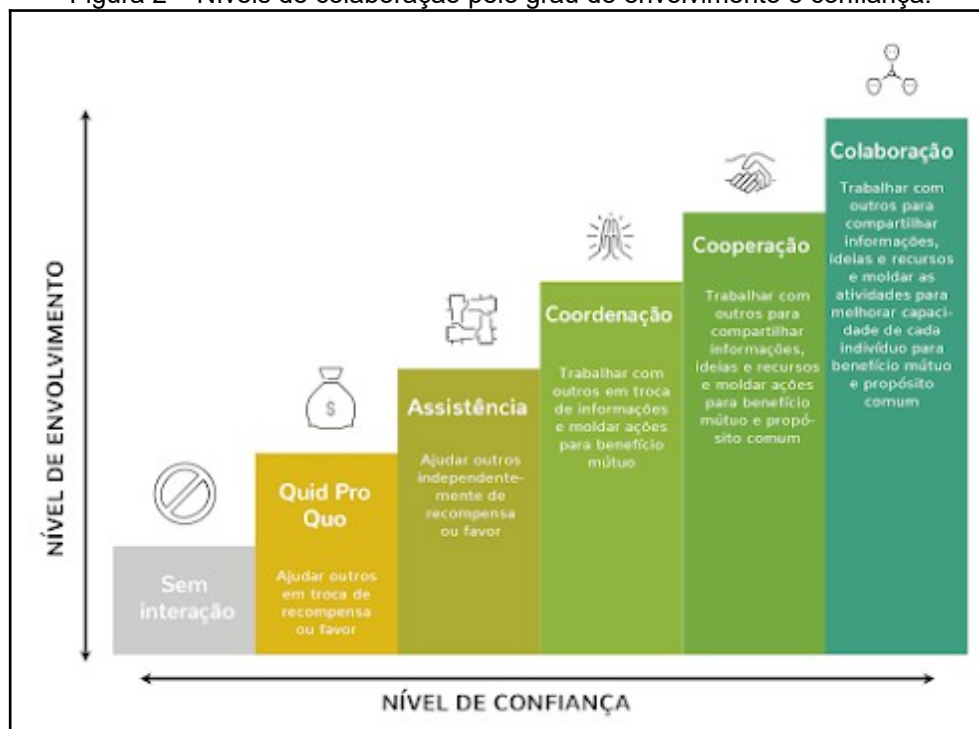 Figura 2 – Níveis de colaboração pelo grau de envolvimento e confiança.
NÍVEL DE ENVOLVIMENTO
Sem
interação
$
Quid Pro
Quo
Ajudar outros
em troca de
recompensa
ou favor
Assistência
Ajudar outros
independente-
mente de
recompensa
ou favor
Coordenação
Trabalhar com
outros em troca
de informações
e moldar ações
para benefício
mútuo
Cooperação
Trabalhar com
outros para
compartilhar
informações,
ideias e recursos
e moldar ações
para benefício
mútuo e propó-
sito comum
Colaboração
Trabalhar com
outros para
compartilhar
informações,
ideias e recursos
e moldar as
atividades para
melhorar capaci-
dade de cada
indivíduo para
benefício mútuo
e propósito
comum
NÍVEL DE CONFIANÇA